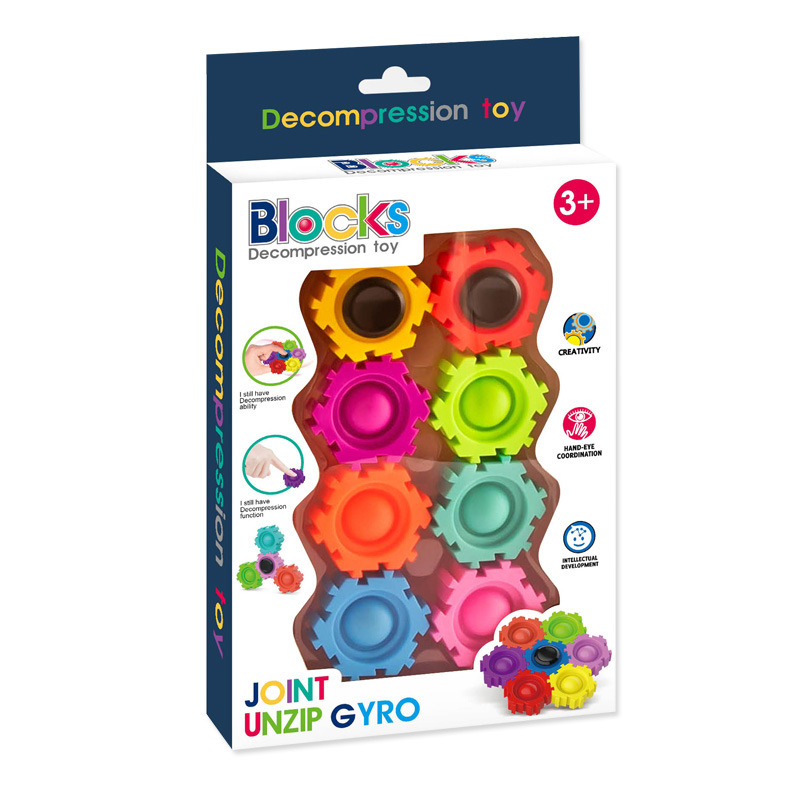 Decompression toy
Blocks
Decompression toy
Blocks
Decompression toy
3+
Decompression toy
I still have
Decompression
ability
I still have
Decompression
function
CREATIVITY
HAND-EYE
COORDINATION
INTELLECTUAL
DEVELOPMENT
JOINT
UNZIP GYRO